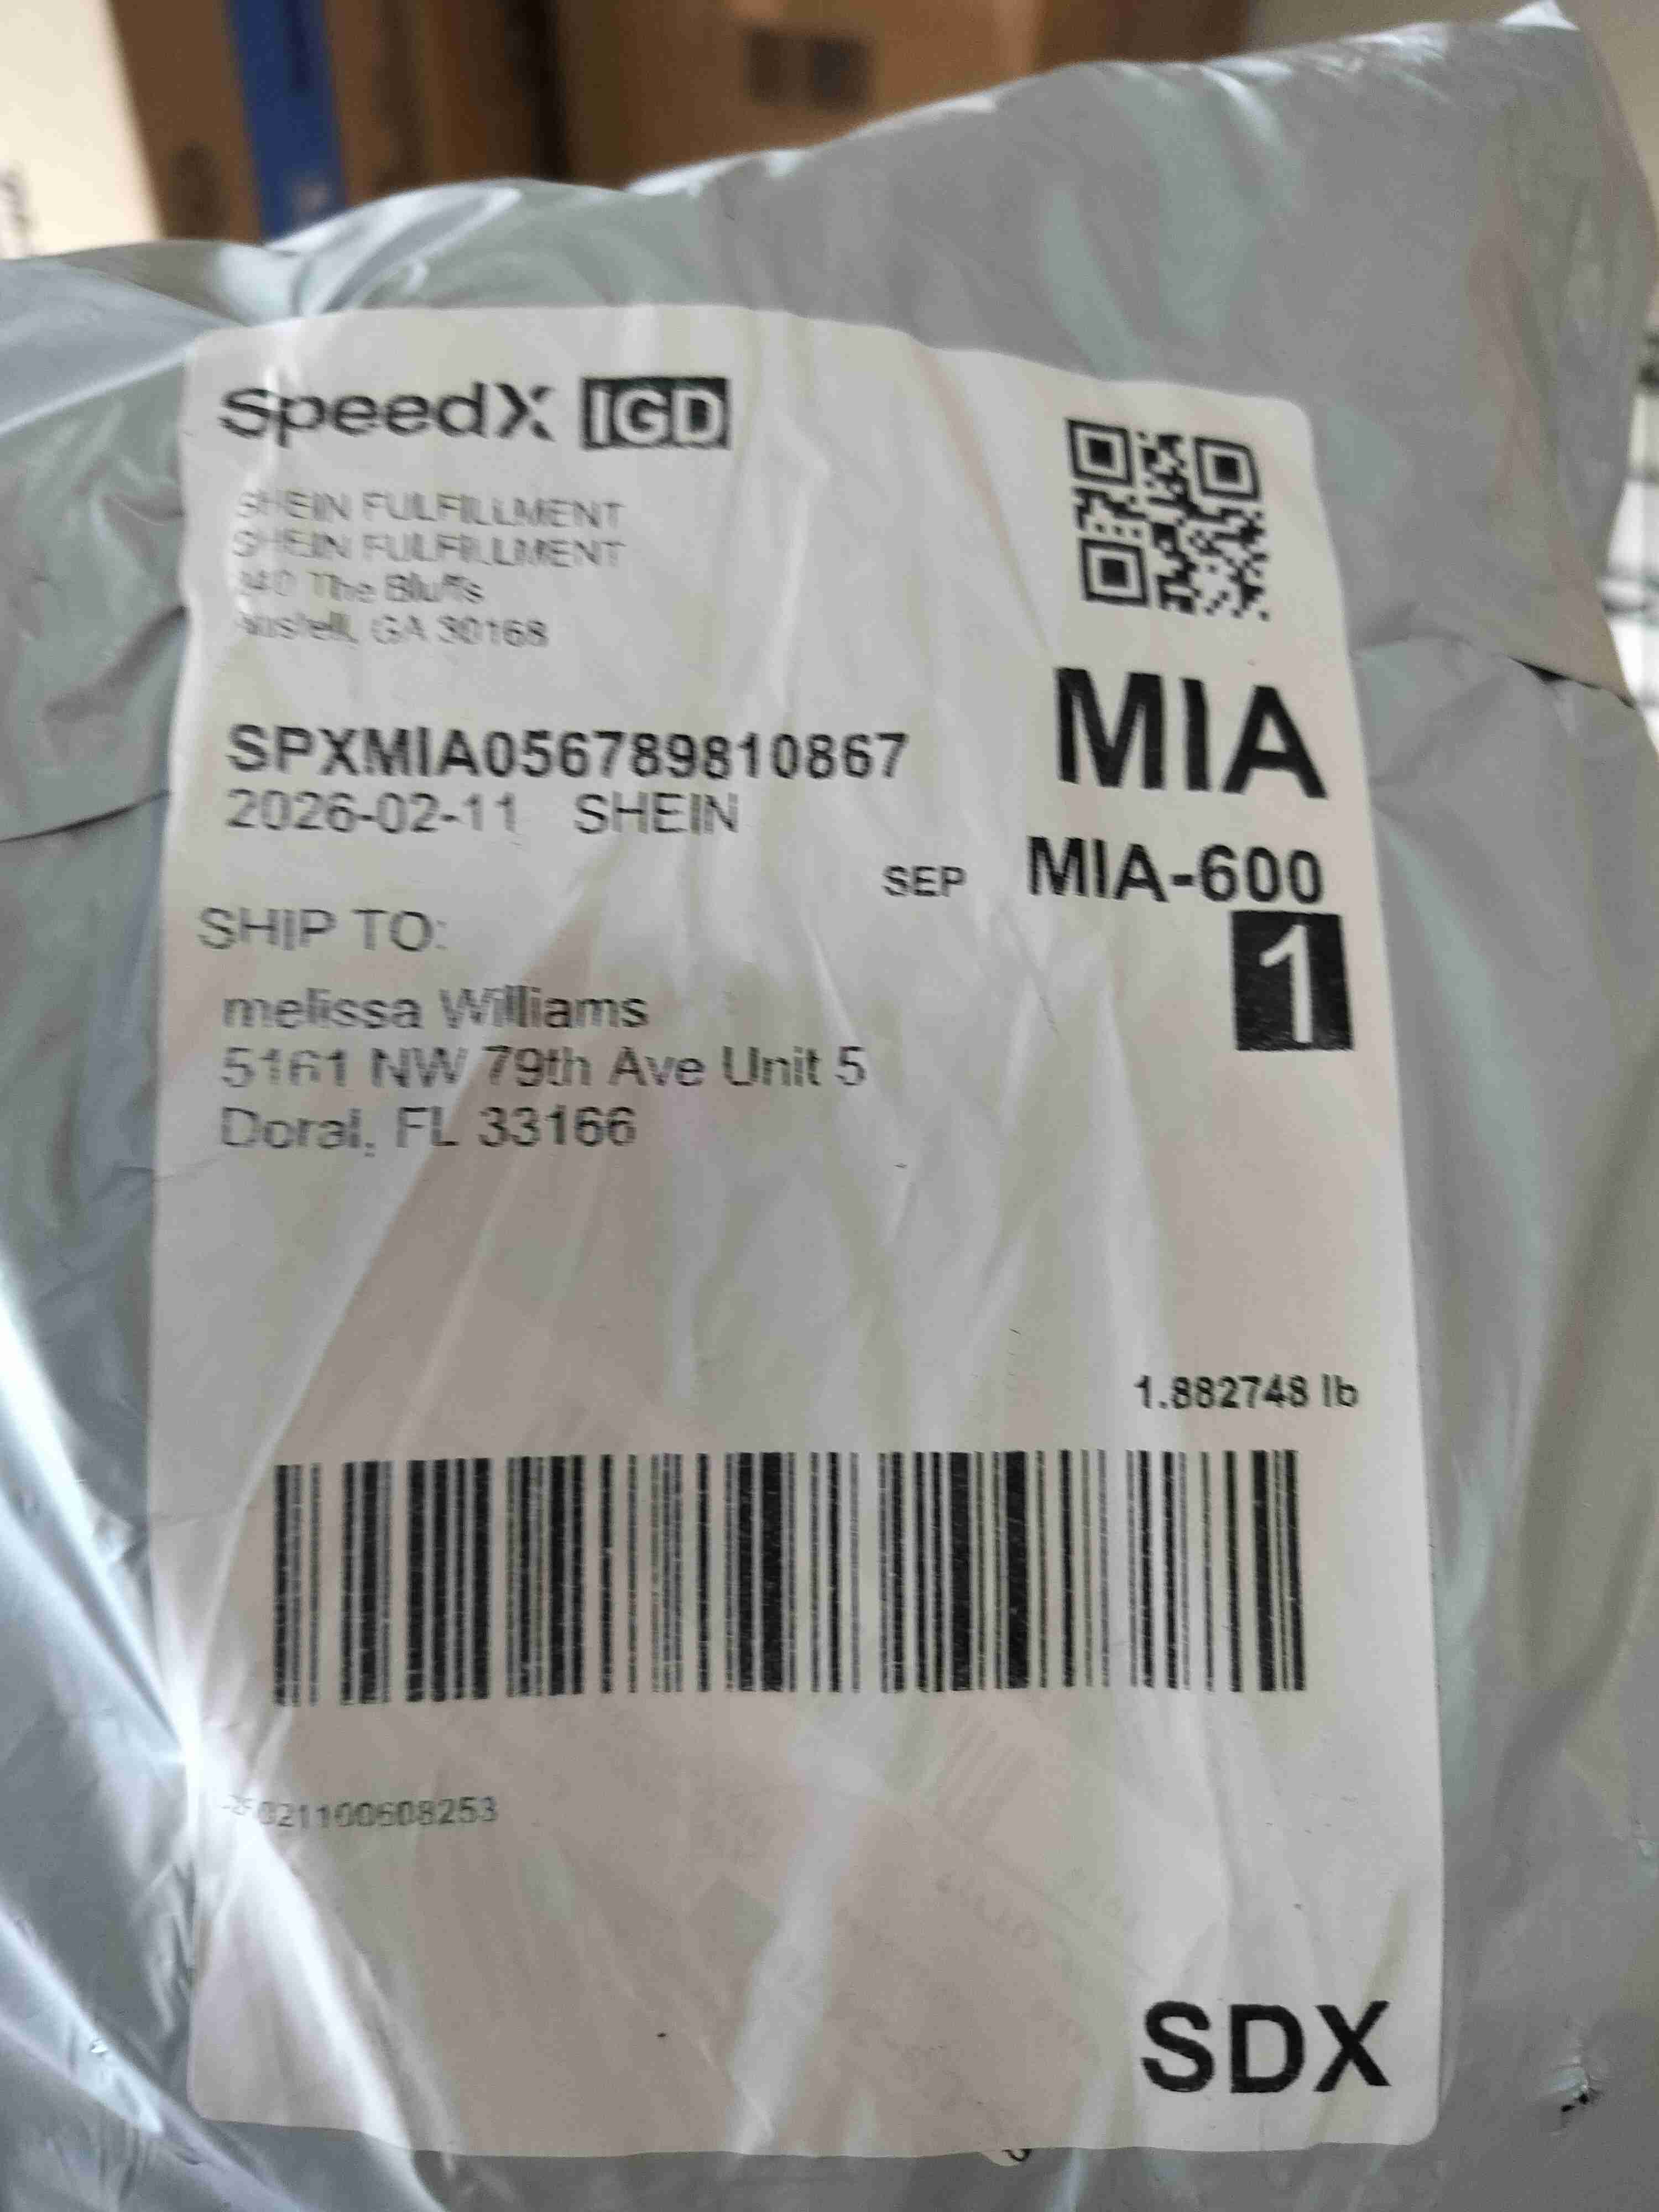 SpeedX IGD
SHEIN FULFILLMENT
SHEIN FULFILLMENT
The Bluffs
Austell, GA 30168
SPXMIA056789810867
2026-02-11 SHEIN
MIA
SEP MIA-600
1
SHIP TO:
melissa Williams
5161 NW 79th Ave Unit 5
Doral, FL 33166
1.882748 lb
SDX